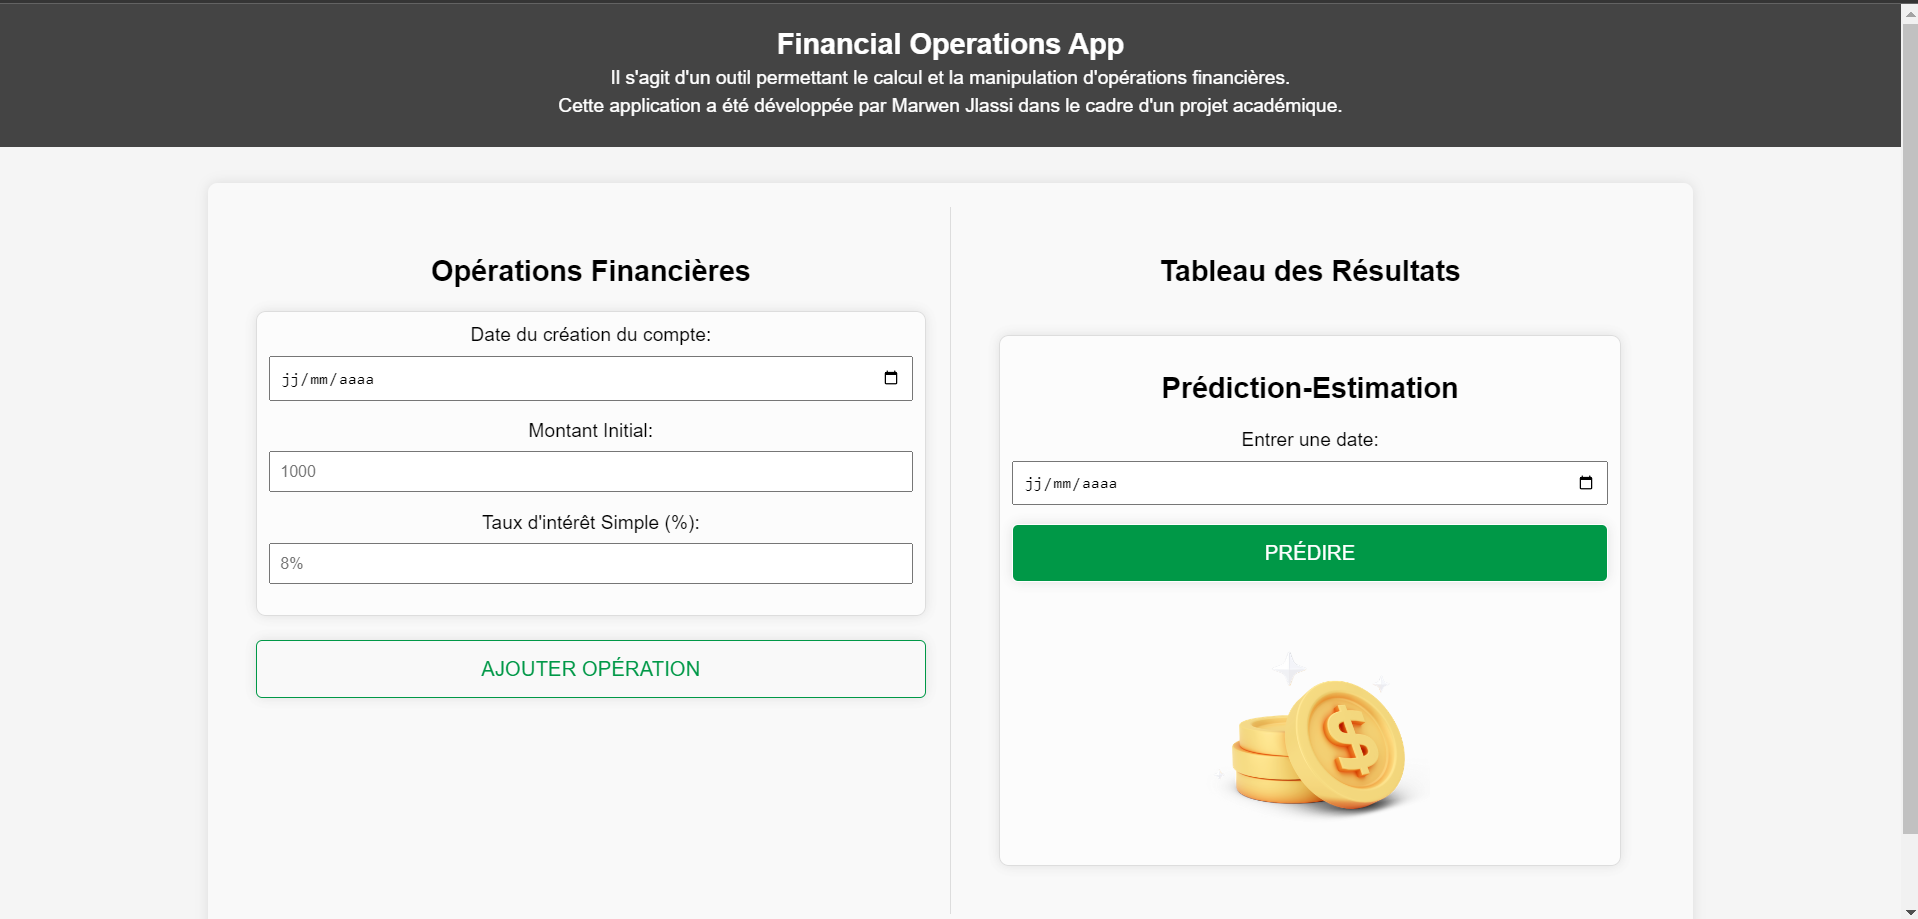 Financial Operations App
Il s'agit d'un outil permettant le calcul et la manipulation d'opérations financières.
Cette application a été développée par Marwen Jlassi dans le cadre d'un projet académique.
Opérations Financières
Date du création du compte:
jj/mm/aaaa
Montant Initial:
1000
Taux d'intérêt Simple (%):
8%
AJOUTER OPÉRATION
Tableau des Résultats
Prédiction-Estimation
Entrer une date:
jj/mm/aaaa
PRÉDIRE
$